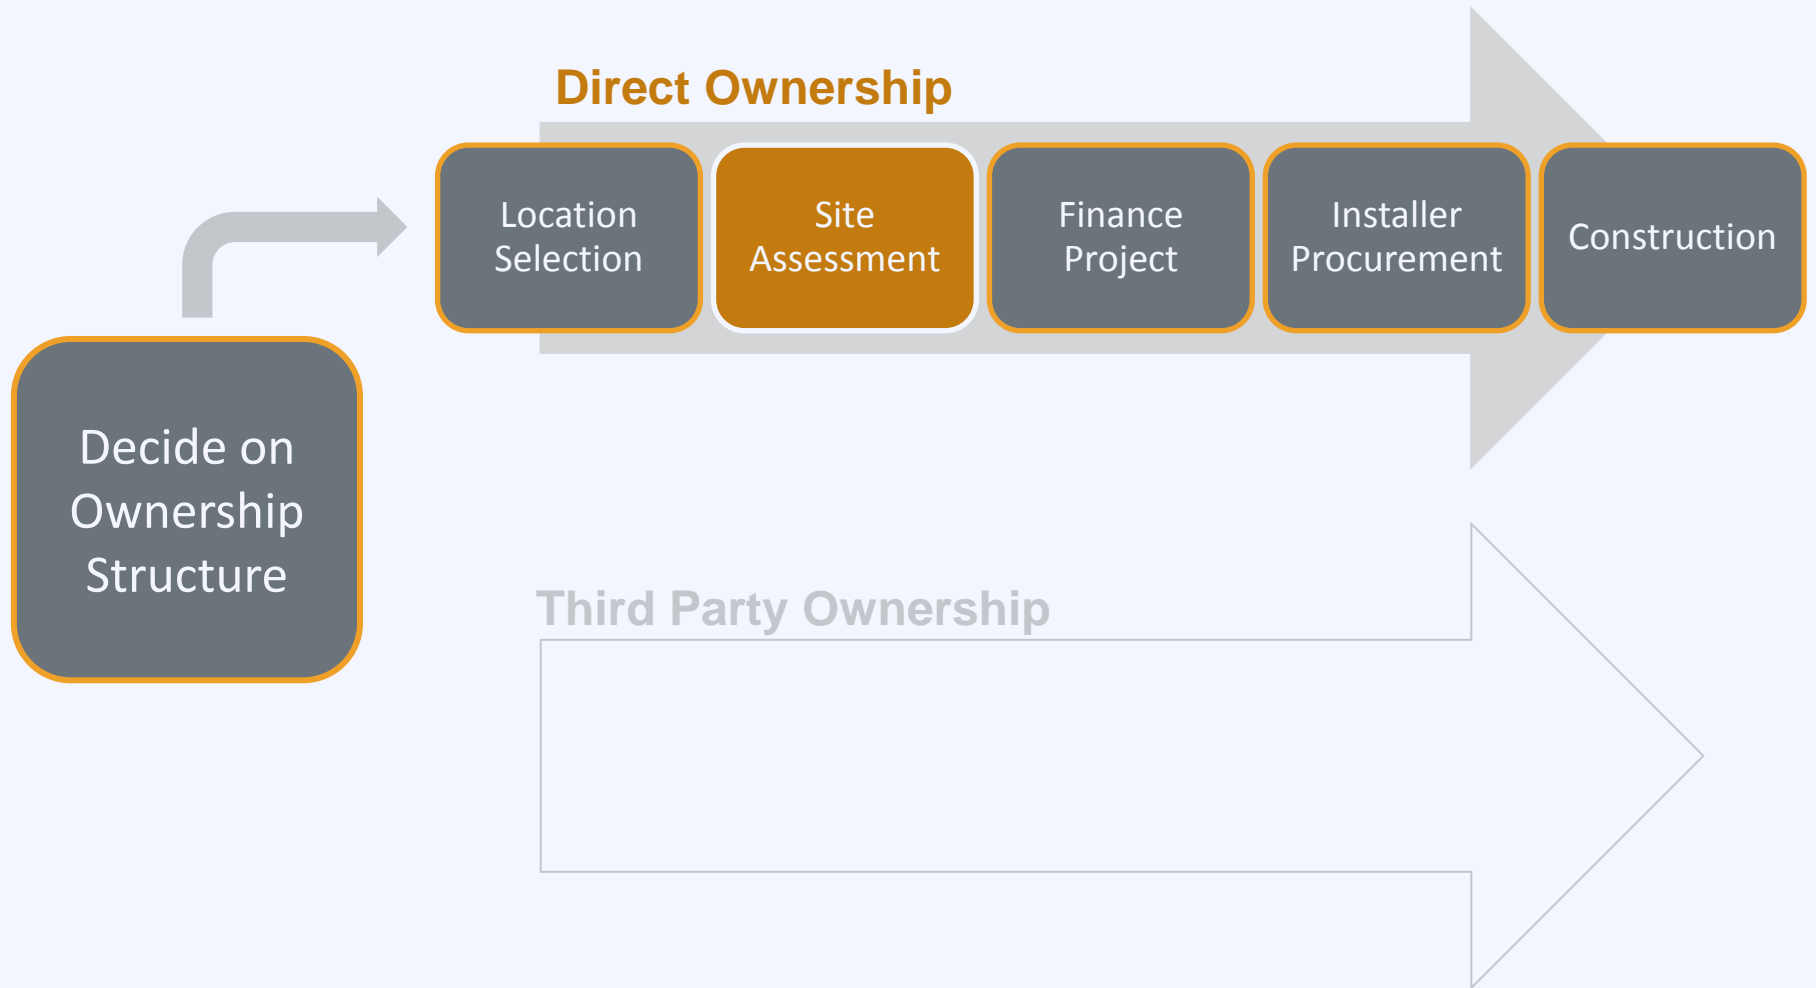 Direct Ownership
Location
Selection
Site
Assessment
Finance
Project
Installer
Procurement
Construction
Decide on
Ownership
Structure
Third Party Ownership